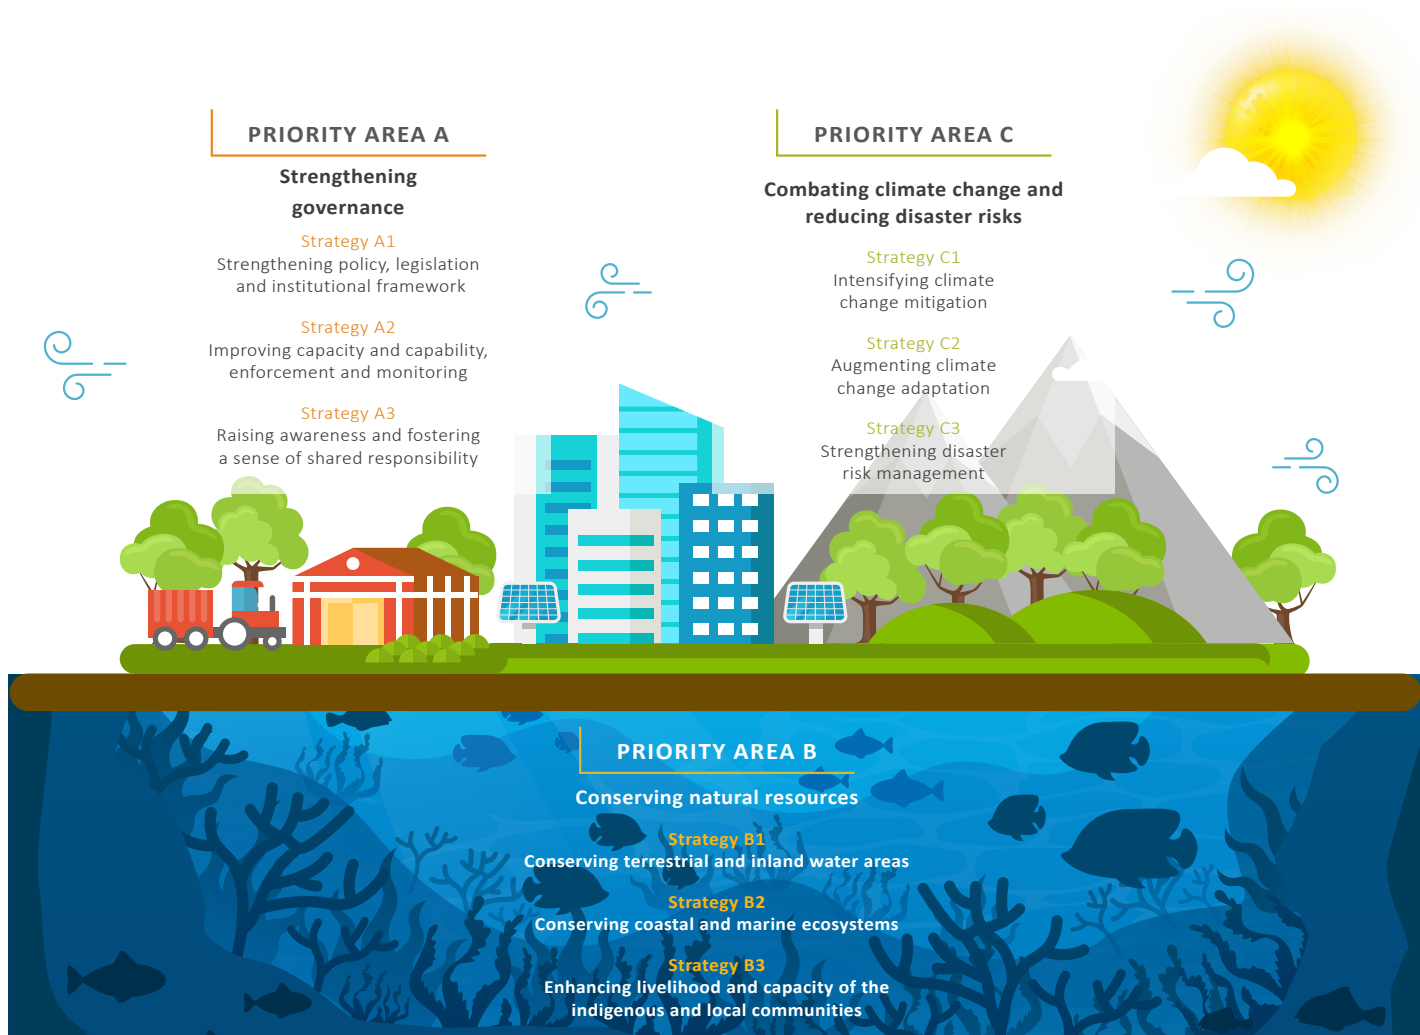 PRIORITY AREA A
Strengthening
governance
Strategy A1
Strengthening policy, legislation
and institutional framework
Strategy A2
Improving capacity and capability,
enforcement and monitoring
Strategy A3
Raising awareness and fostering
a sense of shared responsibility
PRIORITY AREA C
Combating climate change and
reducing disaster risks
Strategy C1
Intensifying climate
change mitigation
Strategy C2
Augmenting climate
change adaptation
Strategy C3
Strengthening disaster
risk management
PRIORITY AREA B
Conserving natural resources
Strategy B1
Conserving terrestrial and inland water areas
Strategy B2
Conserving coastal and marine ecosystems
Strategy B3
Enhancing livelihood and capacity of the
indigenous and local communities